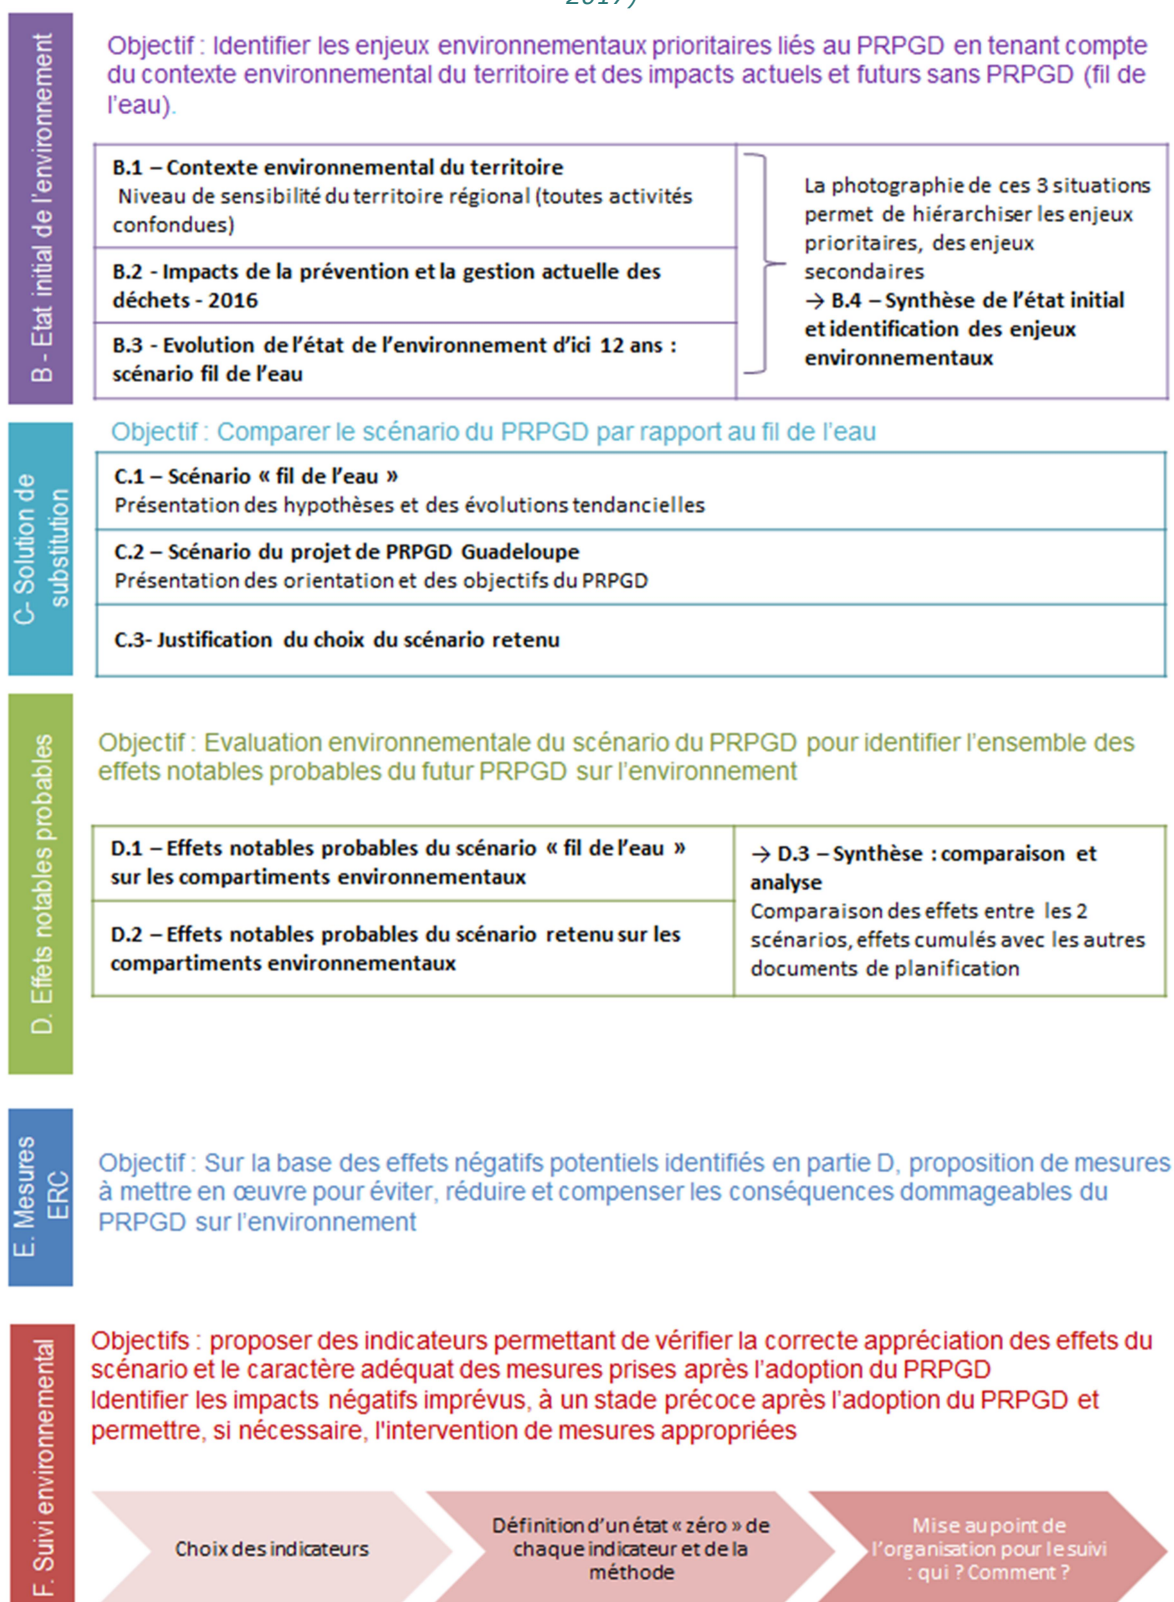 2017)
B - Etat initial de l'environnement
Objectif : Identifier les enjeux environnementaux prioritaires liés au PRPGD en tenant compte
du contexte environnemental du territoire et des impacts actuels et futurs sans PRPGD (fil de
l'eau).
B.1 – Contexte environnemental du territoire
Niveau de sensibilité du territoire régional (toutes activités
confondues)
B.2 - Impacts de la prévention et la gestion actuelle des
déchets - 2016
B.3 - Evolution de l'état de l'environnement d'ici 12 ans :
scénario fil de l'eau
La photographie de ces 3 situations
permet de hiérarchiser les enjeux
prioritaires, des enjeux
secondaires
→ B.4 – Synthèse de l'état initial
et identification des enjeux
environnementaux
C- Solution de
substitution
Objectif : Comparer le scénario du PRPGD par rapport au fil de l'eau
C.1 – Scénario « fil de l'eau »
Présentation des hypothèses et des évolutions tendancielles
C.2 – Scénario du projet de PRPGD Guadeloupe
Présentation des orientation et des objectifs du PRPGD
C.3- Justification du choix du scénario retenu
D. Effets notables probables
Objectif : Evaluation environnementale du scénario du PRPGD pour identifier l'ensemble des
effets notables probables du futur PRPGD sur l'environnement
D.1 – Effets notables probables du scénario « fil de l'eau »
sur les compartiments environnementaux
D.2 – Effets notables probables du scénario retenu sur les
compartiments environnementaux
→ D.3 – Synthèse : comparaison et
analyse
Comparaison des effets entre les 2
scénarios, effets cumulés avec les autres
documents de planification
E. Mesures
ERC
Objectif : Sur la base des effets négatifs potentiels identifiés en partie D, proposition de mesures
à mettre en œuvre pour éviter, réduire et compenser les conséquences dommageables du
PRPGD sur l'environnement
F. Suivi environnemental
Objectifs : proposer des indicateurs permettant de vérifier la correcte appréciation des effets du
scénario et le caractère adéquat des mesures prises après l'adoption du PRPGD
Identifier les impacts négatifs imprévus, à un stade précoce après l'adoption du PRPGD et
permettre, si nécessaire, l'intervention de mesures appropriées
Choix des indicateurs
Définition d'un état « zéro » de
chaque indicateur et de la
méthode
Mise au point de
l'organisation pour le suivi
: qui ? Comment ?